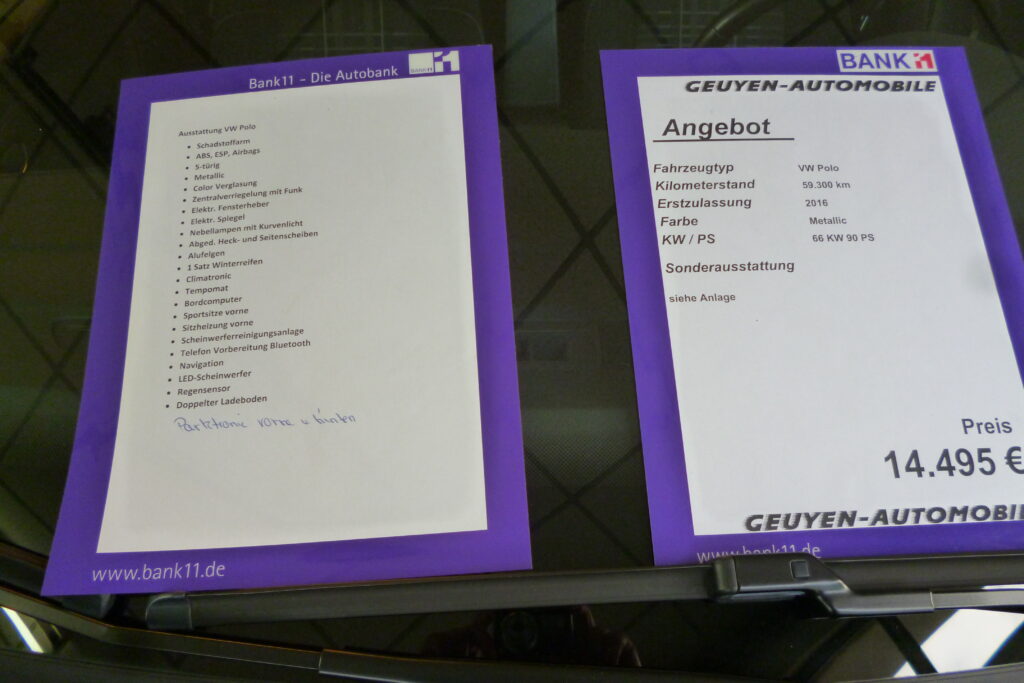 Bank11 – Die Autobank
BANK11
Ausstattung VW Polo
• Schadstoffarm
• ABS, ESP, Airbags
• 5-türig
• Metallic
• Color Verglasung
• Zentralverriegelung mit Funk
• Elektr. Fensterheber
• Elektr. Spiegel
• Nebellampen mit Kurvenlicht
• Abged. Heck- und Seitenscheiben
• Alufelgen
• 1 Satz Winterreifen
• Climatronic
• Tempomat
• Bordcomputer
• Sportsitze vorne
• Sitzheizung vorne
• Scheinwerferreinigungsanlage
• Telefon Vorbereitung Bluetooth
• Navigation
• LED-Scheinwerfer
• Regensensor
• Doppelter Ladeboden
Parktronic vorne u hinten
www.bank11.de
BANK 11
GEUYEN-AUTOMOBILE
Angebot
Fahrzeugtyp VW Polo
Kilometerstand 59.300 km
Erstzulassung 2016
Farbe Metallic
KW / PS 66 KW 90 PS
Sonderausstattung
siehe Anlage
Preis
14.495 €
GEUYEN-AUTOMOBIL
www.bank11.de